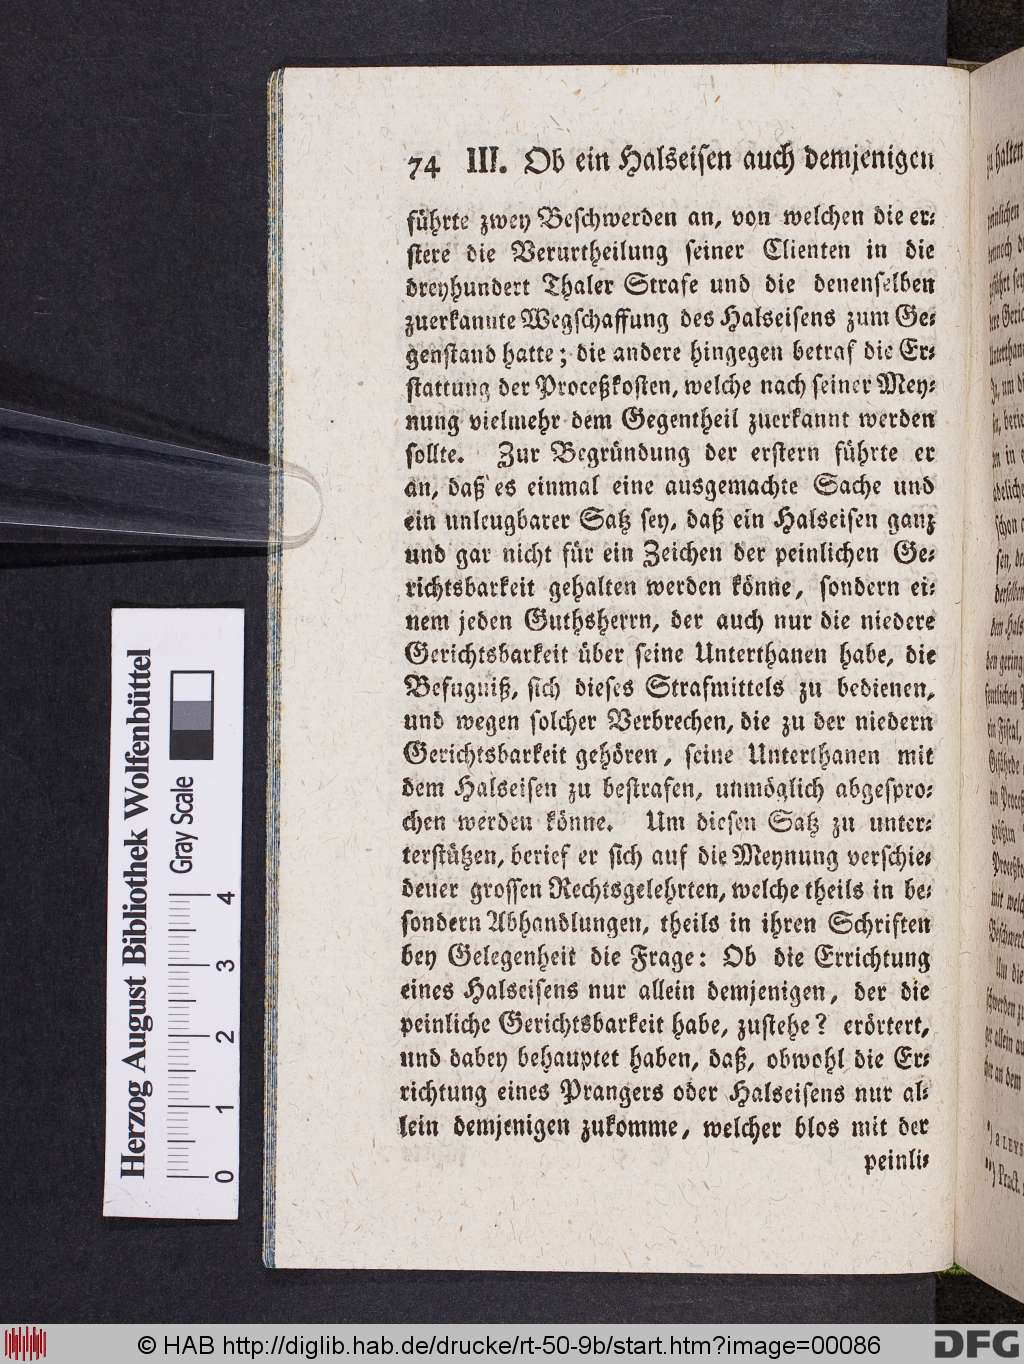 74 III. Ob ein Halseisen auch demjenigen
führte zwey Beschwerden an, von welchen die er⸗
stere die Verurtheilung seiner Clienten in die
dreyhundert Thaler Strafe und die denenselben
zuerkannte Wegschaffung des Halseisens zum Ge⸗
genstand hatte; die andere hingegen betraf die Er⸗
stattung der Proceßkosten, welche nach seiner Mey⸗
nung vielmehr dem Gegentheil zuerkannt werden
sollte. Zur Begründung der erstern führte er
an, daß es einmal eine ausgemachte Sache und
ein unleugbarer Satz sey, daß ein Halseisen ganz
und gar nicht für ein Zeichen der peinlichen Ge⸗
richtsbarkeit gehalten werden könne, sondern ei⸗
nem jeden Guthsherrn, der auch nur die niedere
Gerichtsbarkeit über seine Unterthanen habe, die
Befugniß, sich dieses Strafmittels zu bedienen,
und wegen solcher Verbrechen, die zu der niedern
Gerichtsbarkeit gehören, seine Unterthanen mit
dem Halseisen zu bestrafen, unmöglich abgespro⸗
chen werden könne. Um diesen Satz zu unter⸗
terstützen, berief er sich auf die Meynung verschie⸗
dener grossen Rechtsgelehrten, welche theils in be⸗
sondern Abhandlungen, theils in ihren Schriften
bey Gelegenheit die Frage: Ob die Errichtung
eines Halseisens nur allein demjenigen, der die
peinliche Gerichtsbarkeit habe, zustehe? erörtert,
und dabey behauptet haben, daß, obwohl die Er⸗
richtung eines Prangers oder Halseisens nur al⸗
lein demjenigen zukomme, welcher blos mit der
peinli⸗
Herzog August Bibliothek Wolfenbüttel
Gray Scale
0 1 2 3 4
© HAB http://diglib.hab.de/drucke/rt-50-9b/start.htm?image=00086
DFG